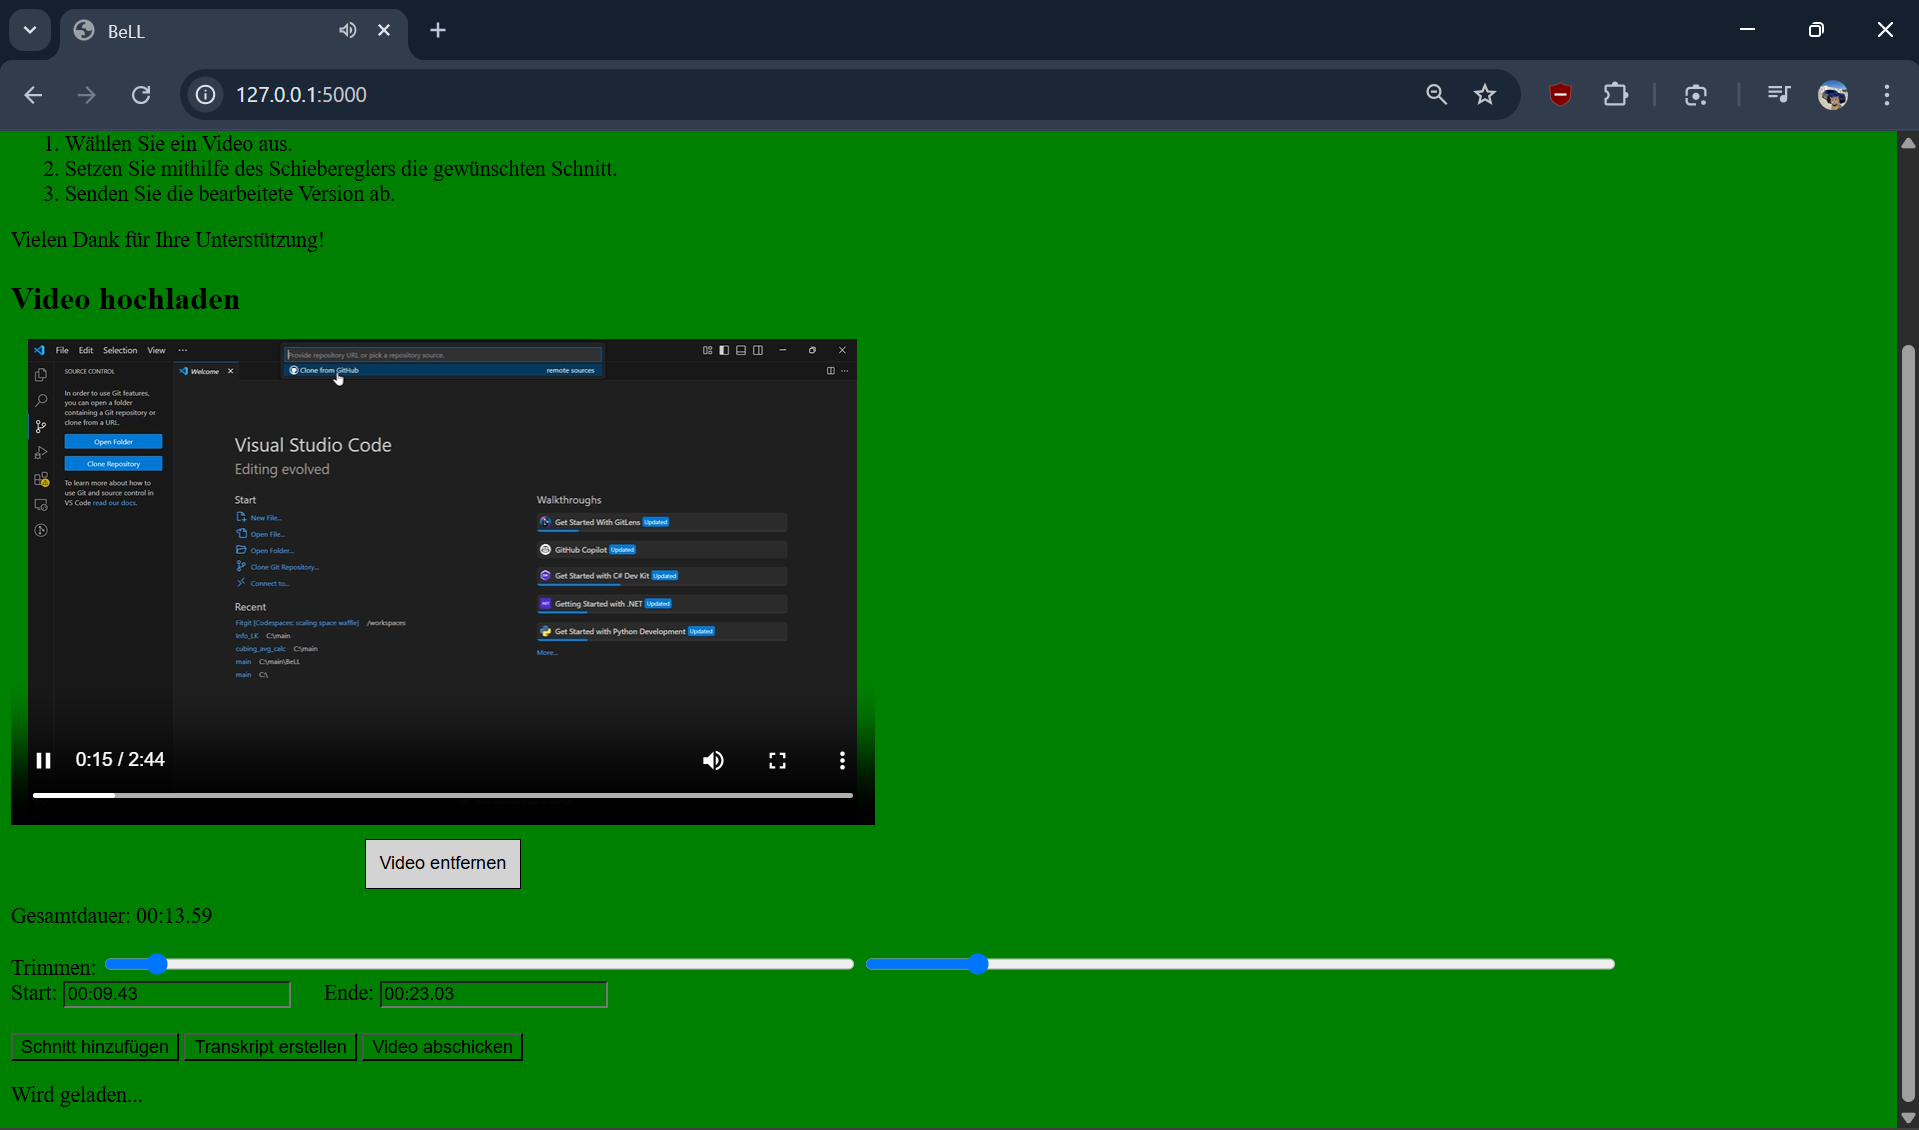 BeLL
127.0.0.1:5000
1. Wählen Sie ein Video aus.
2. Setzen Sie mithilfe des Schiebereglers die gewünschten Schnitt.
3. Senden Sie die bearbeitete Version ab.
Vielen Dank für Ihre Unterstützung!
Video hochladen
File Edit Selection View ···
Provide repository URL or pick a repository source.
Clone from GitHub remote sources
SOURCE CONTROL
Welcome
In order to use Git features,
you can open a folder
containing a Git repository or
clone from a URL.
Open Folder
Clone Repository
To learn more about how to
use Git and source control in
VS Code read our docs.
Visual Studio Code
Editing evolved
Start
New File...
Open File...
Open Folder...
Clone Git Repository...
Connect to...
Recent
Fitgit [Codespaces: scaling space waffle] /workspaces
Info_LK C:\main
cubing_avg_calc C:\main
main C:\main\BeLL
main C:\
Walkthroughs
Get Started With GitLens Updated
GitHub Copilot Updated
Get Started with C# Dev Kit Updated
Getting Started with .NET Updated
Get Started with Python Development Updated
More...
0:15 / 2:44
Video entfernen
Gesamtdauer: 00:13.59
Trimmen:
Start: 00:09.43 Ende: 00:23.03
Schnitt hinzufügen Transkript erstellen Video abschicken
Wird geladen...